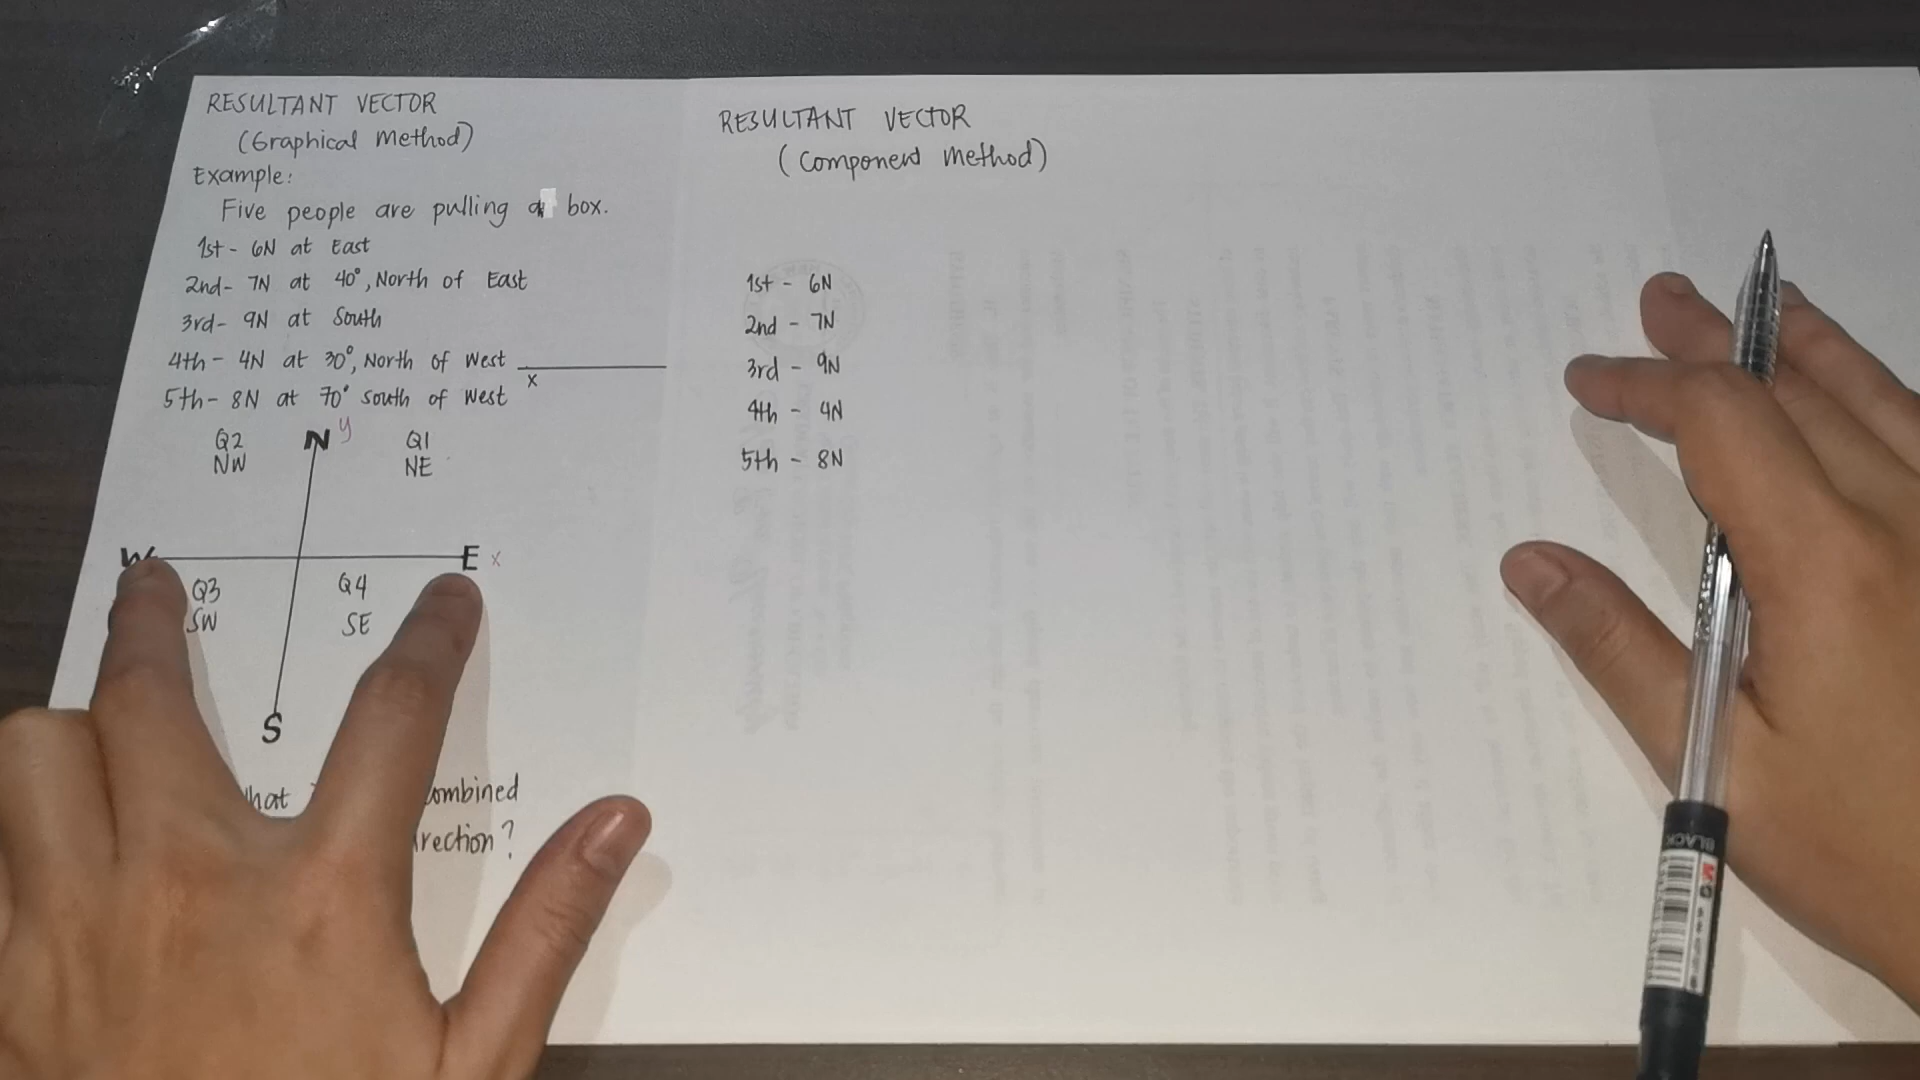 RESULTANT VECTOR
(Graphical Method)
Example:
Five people are pulling a box.
1st - 6N at East
2nd- 7N at 40°, North of East
3rd- 9N at South
4th - 4N at 30°, North of West
x
5th- 8N at 70° South of West
Q2
NW
N y
Q1
NE
W
E x
Q3
SW
Q4
SE
S
combined
RESULTANT VECTOR
(Component Method)
1st - 6N
2nd - 7N
3rd - 9N
4th - 4N
5th - 8N
BLACK